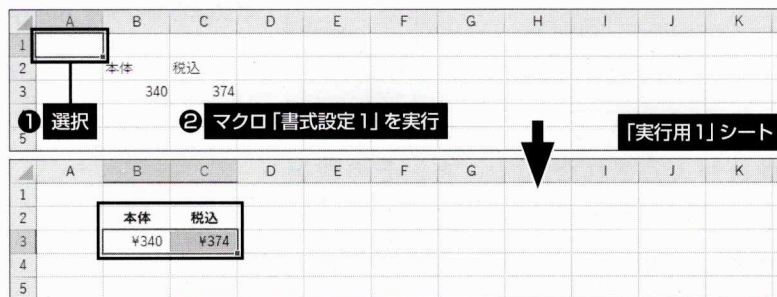 A B C D E F G H I J K
1
2 本体 税込
3 340 374
❶ 選択 ❷ マクロ「書式設定1」を実行
5 「実行用1」シート
A B C D E F G H I J K
1
2 本体 税込
3 ¥340 ¥374
4
5